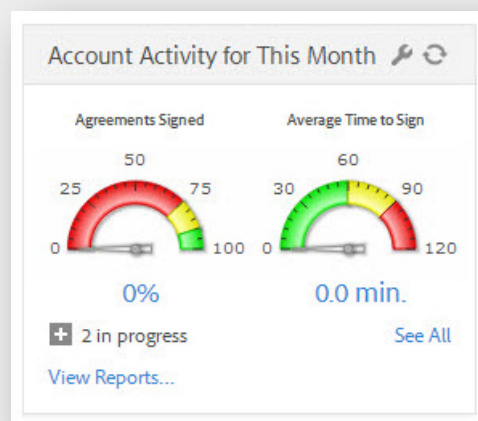 Account Activity for This Month
Agreements Signed
Average Time to Sign
50
25
75
0
100
0%
60
30
90
0
120
0.0 min.
2 in progress
See All
View Reports...